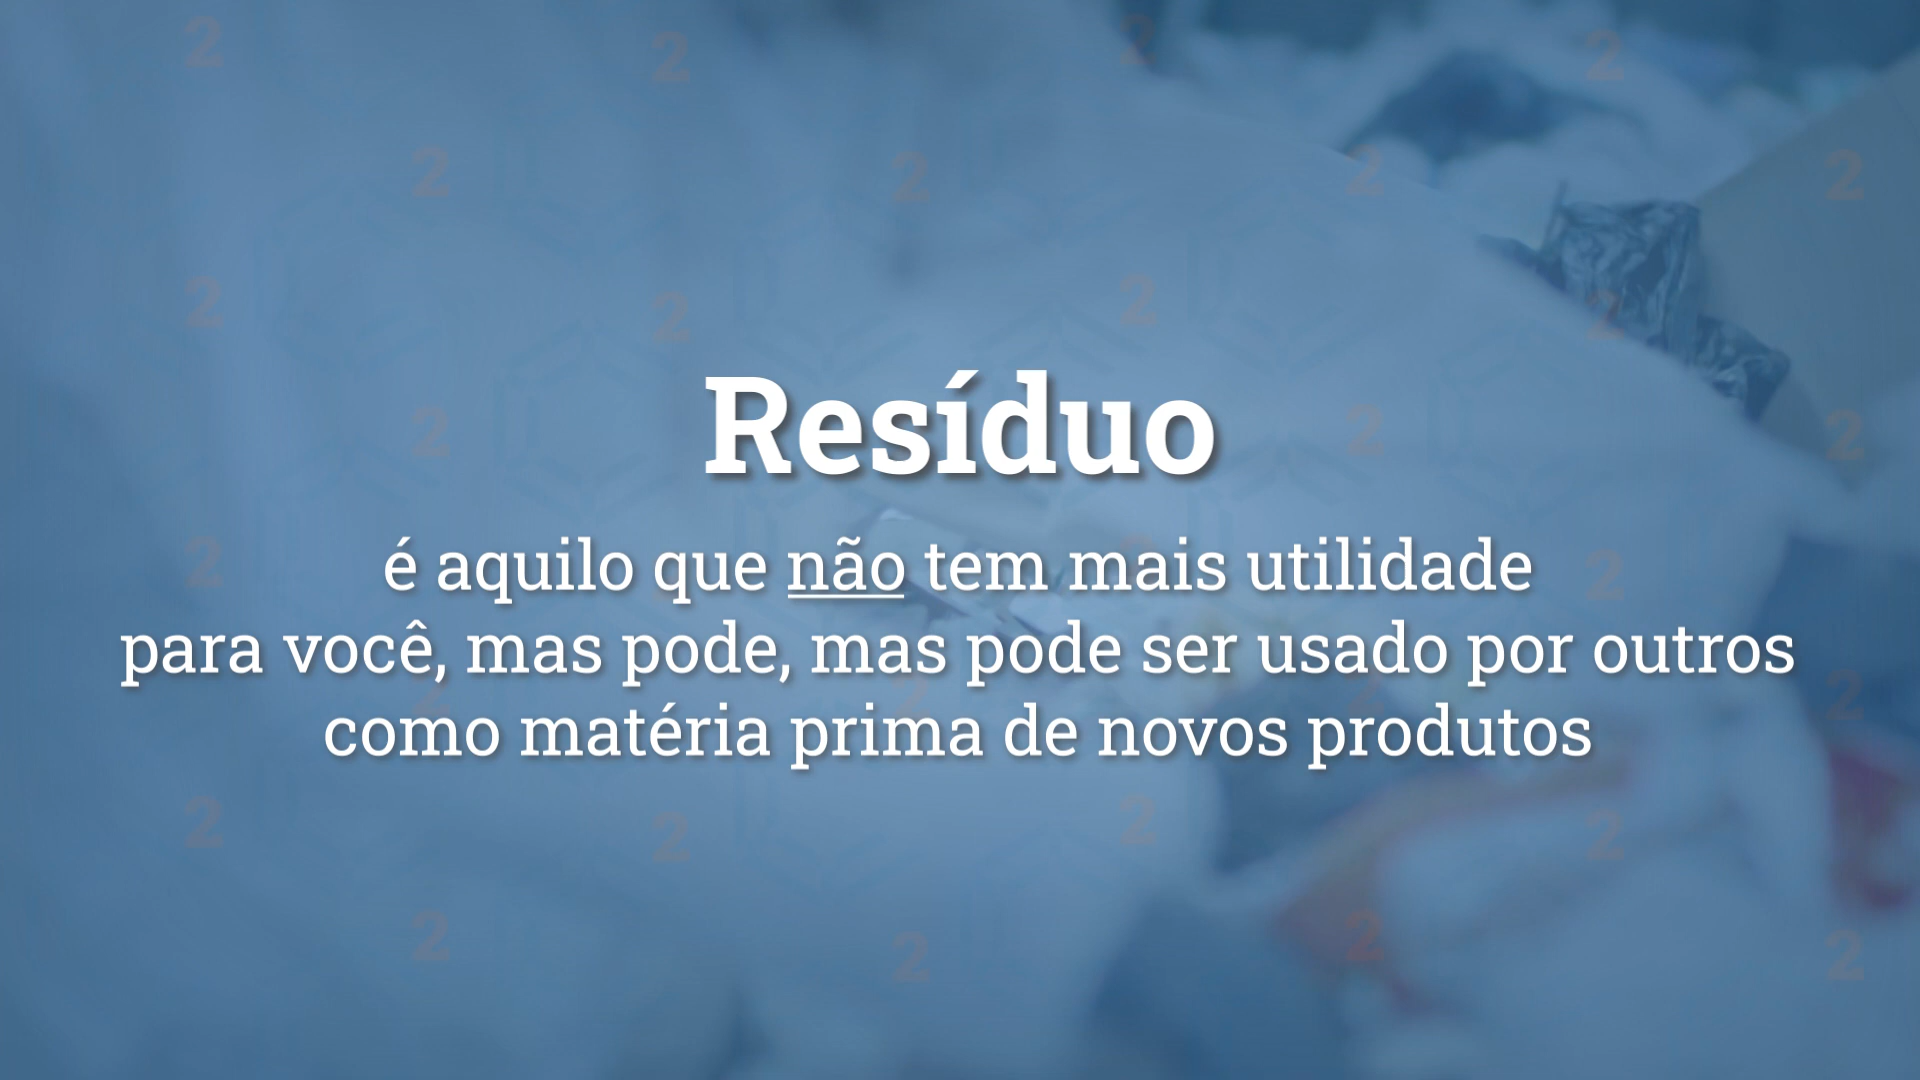 Resíduo
é aquilo que não tem mais utilidade
para você, mas pode, mas pode ser usado por outros
como matéria prima de novos produtos